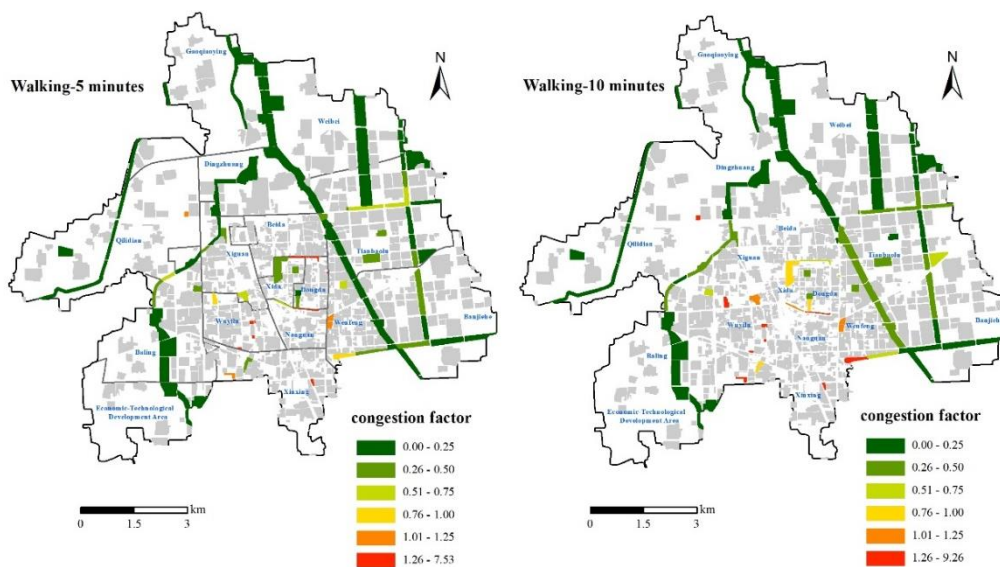 Walking-5 minutes
N
Gaoqiaoying
Weibei
Dingzhuang
Beida
Qilidian
Xiguan
Tianbaolu
Xida
Dongda
Wuyilu
Wenfeng
Banjiehe
Nanguan
Baling
Xinxing
Economic-Technological
Development Area
congestion factor
0.00 - 0.25
0.26 - 0.50
0.51 - 0.75
0.76 - 1.00
1.01 - 1.25
1.26 - 7.53
0 1.5 3 km
Walking-10 minutes
N
Gaoqiaoying
Weibei
Dingzhuang
Beida
Qilidian
Xiguan
Tianbaolu
Xida
Dongda
Wuyilu
Wenfeng
Banjiehe
Nanguan
Baling
Xinxing
Economic Technological
Development Area
congestion factor
0.00 - 0.25
0.26 - 0.50
0.51 - 0.75
0.76 - 1.00
1.01 - 1.25
1.26 - 9.26
0 1.5 3 km